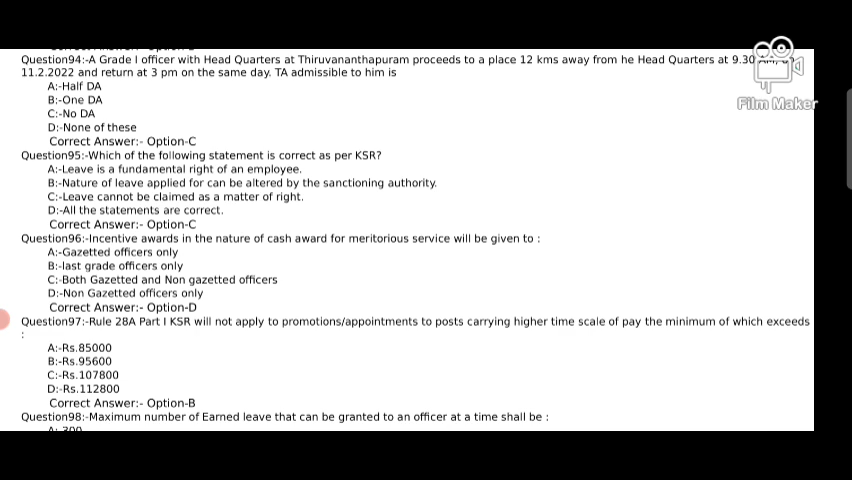 Question94:-A Grade I officer with Head Quarters at Thiruvananthapuram proceeds to a place 12 kms away from he Head Quarters at 9.30
11.2.2022 and return at 3 pm on the same day. TA admissible to him is
A:-Half DA
B:-One DA
C:-No DA
D:-None of these
Correct Answer:- Option-C
Question95:-Which of the following statement is correct as per KSR?
A:-Leave is a fundamental right of an employee.
B:-Nature of leave applied for can be altered by the sanctioning authority.
C:-Leave cannot be claimed as a matter of right.
D:-All the statements are correct.
Correct Answer:- Option-C
Question96:-Incentive awards in the nature of cash award for meritorious service will be given to :
A:-Gazetted officers only
B:-last grade officers only
C:-Both Gazetted and Non gazetted officers
D:-Non Gazetted officers only
Correct Answer:- Option-D
Question97:-Rule 28A Part I KSR will not apply to promotions/appointments to posts carrying higher time scale of pay the minimum of which exceeds
:
A:-Rs.85000
B:-Rs.95600
C:-Rs.107800
D:-Rs.112800
Correct Answer:- Option-B
Question98:-Maximum number of Earned leave that can be granted to an officer at a time shall be :
Film Maker